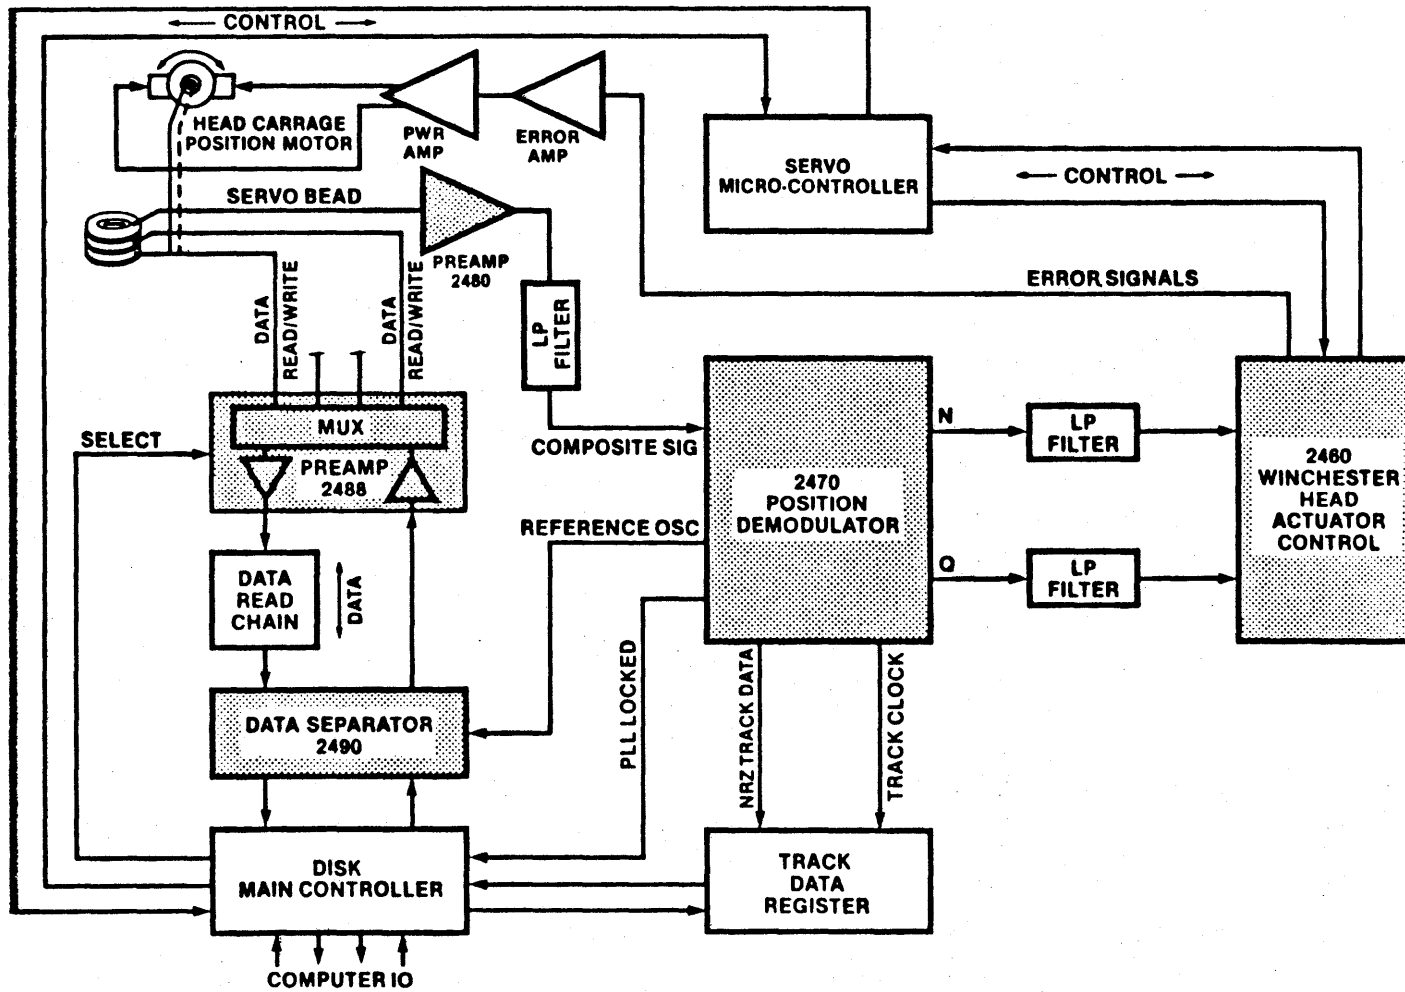 CONTROL
HEAD CARRAGE
POSITION MOTOR
PWR
AMP
ERROR
AMP
SERVO
MICRO-CONTROLLER
CONTROL
SERVO BEAD
PREAMP
2480
ERROR SIGNALS
DATA
READ/WRITE
DATA
READ/WRITE
LP
FILTER
MUX
SELECT
PREAMP
2488
COMPOSITE SIG
N
LP
FILTER
2470
POSITION
DEMODULATOR
2460
WINCHESTER
HEAD
ACTUATOR
CONTROL
REFERENCE OSC
Q
LP
FILTER
DATA
READ
CHAIN
DATA
PLL LOCKED
NRZ TRACK DATA
TRACK CLOCK
DATA SEPARATOR
2490
DISK
MAIN CONTROLLER
TRACK
DATA
REGISTER
COMPUTER IO